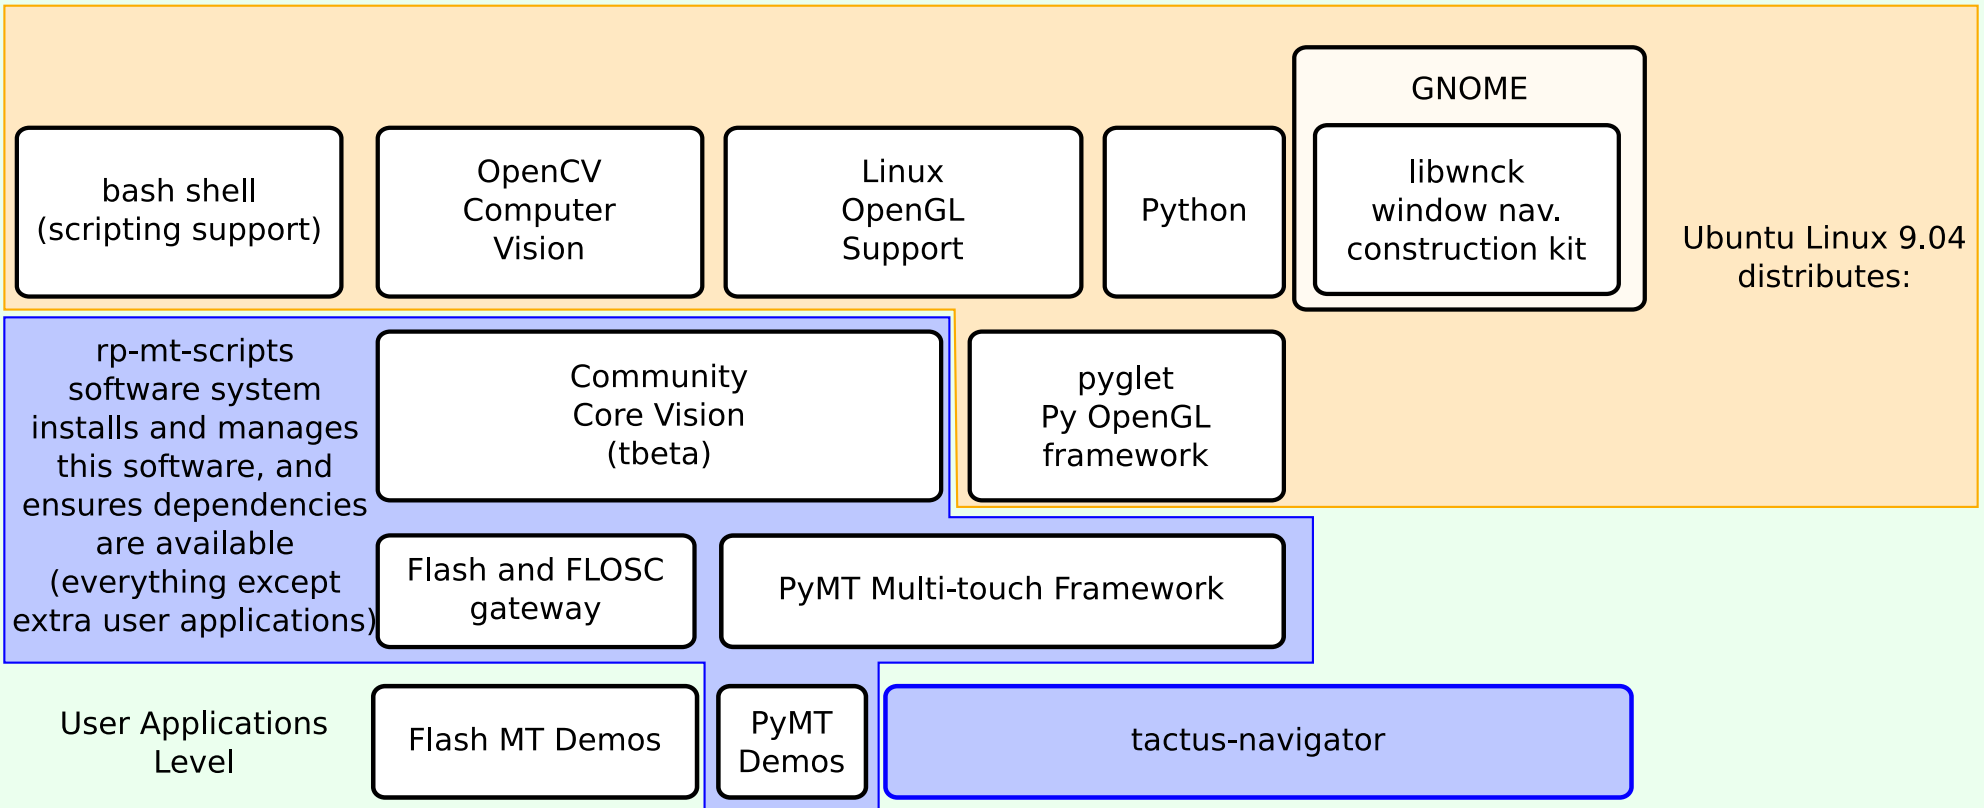 GNOME
bash shell
(scripting support)
OpenCV
Computer
Vision
Linux
OpenGL
Support
Python
libwnck
window nav.
construction kit
Ubuntu Linux 9.04
distributes:
rp-mt-scripts
software system
installs and manages
this software, and
ensures dependencies
are available
(everything except
extra user applications)
Community
Core Vision
(tbeta)
pyglet
Py OpenGL
framework
Flash and FLOSC
gateway
PyMT Multi-touch Framework
User Applications
Level
Flash MT Demos
PyMT
Demos
tactus-navigator